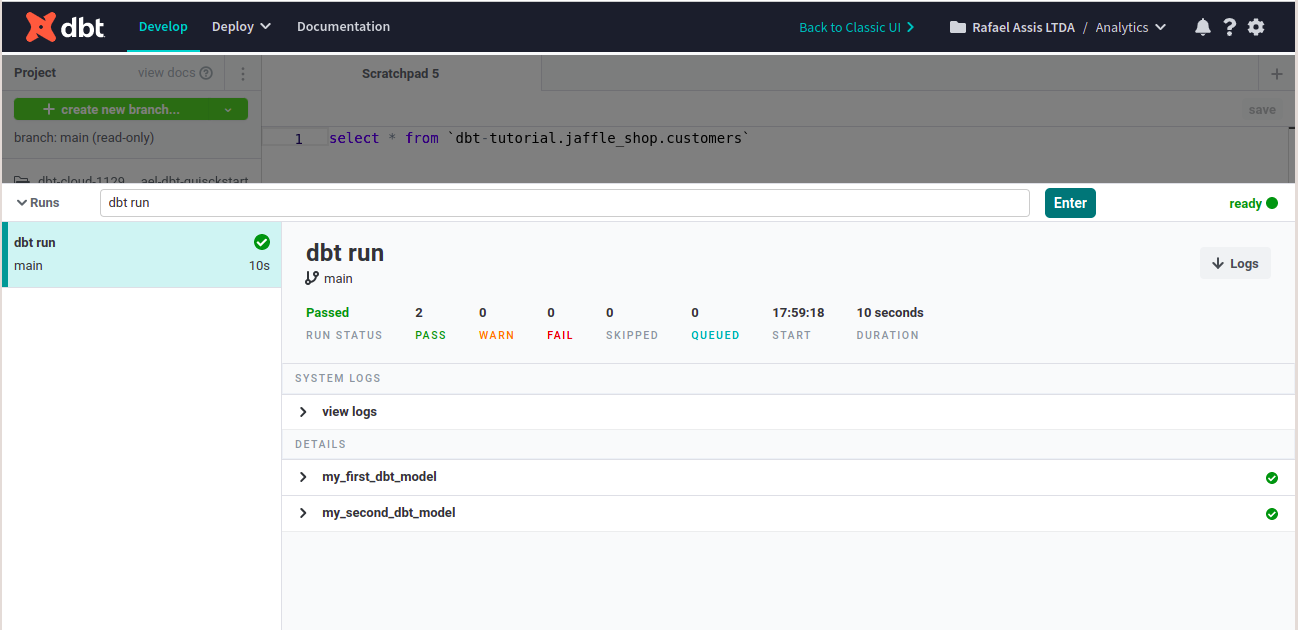 dbt Develop Deploy Documentation Back to Classic UI Rafael Assis LTDA / Analytics
Project view docs Scratchpad 5
create new branch... save
branch: main (read-only)
1 select * from `dbt-tutorial.jaffle_shop.customers`
dbt-cloud-1129 ael-dbt-quisckstart
Runs dbt run Enter ready
dbt run
main 10s
dbt run
main
Logs
Passed 2 0 0 0 0 17:59:18 10 seconds
RUN STATUS PASS WARN FAIL SKIPPED QUEUED START DURATION
SYSTEM LOGS
view logs
DETAILS
my_first_dbt_model
my_second_dbt_model